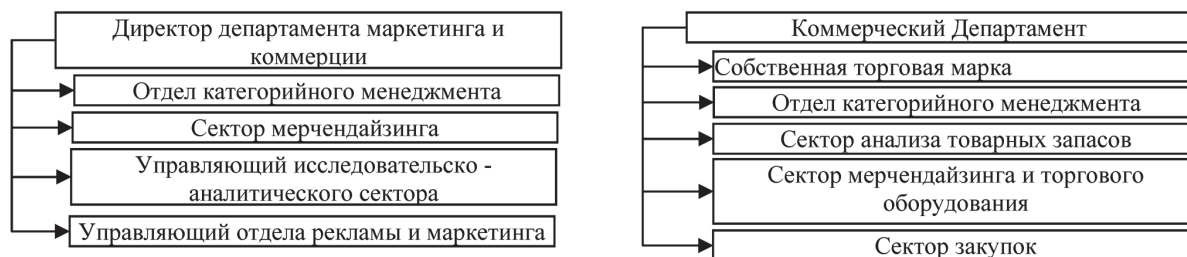 Директор департамента маркетинга и
коммерции
Отдел категорийного менеджмента
Сектор мерчендайзинга
Управляющий исследовательско -
аналитического сектора
Управляющий отдела рекламы и маркетинга
Коммерческий Департамент
Собственная торговая марка
Отдел категорийного менеджмента
Сектор анализа товарных запасов
Сектор мерчендайзинга и торгового
оборудования
Сектор закупок